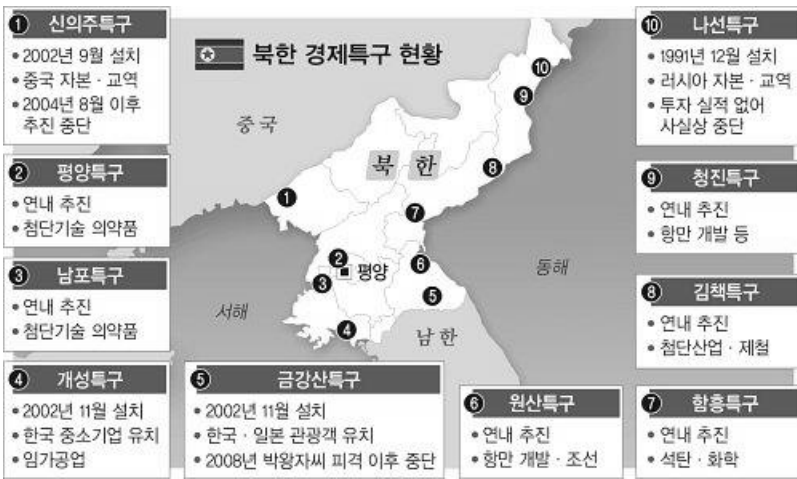 북한 경제특구 현황
1 신의주특구
• 2002년 9월 설치
• 중국 자본 · 교역
• 2004년 8월 이후
추진 중단
2 평양특구
• 연내 추진
• 첨단기술 의약품
3 남포특구
• 연내 추진
• 첨단기술 의약품
4 개성특구
• 2002년 11월 설치
• 한국 중소기업 유치
• 임가공업
5 금강산특구
• 2002년 11월 설치
• 한국 · 일본 관광객 유치
• 2008년 박왕자씨 피격 이후 중단
6 원산특구
• 연내 추진
• 항만 개발 · 조선
7 함흥특구
• 연내 추진
• 석탄 · 화학
8 김책특구
• 연내 추진
• 첨단산업 · 제철
9 청진특구
• 연내 추진
• 항만 개발 등
10 나선특구
• 1991년 12월 설치
• 러시아 자본 · 교역
• 투자 실적 없어
사실상 중단
중국
북한
10
9
8
7
1
2
평양
3
6
5
4
서해
동해
남한